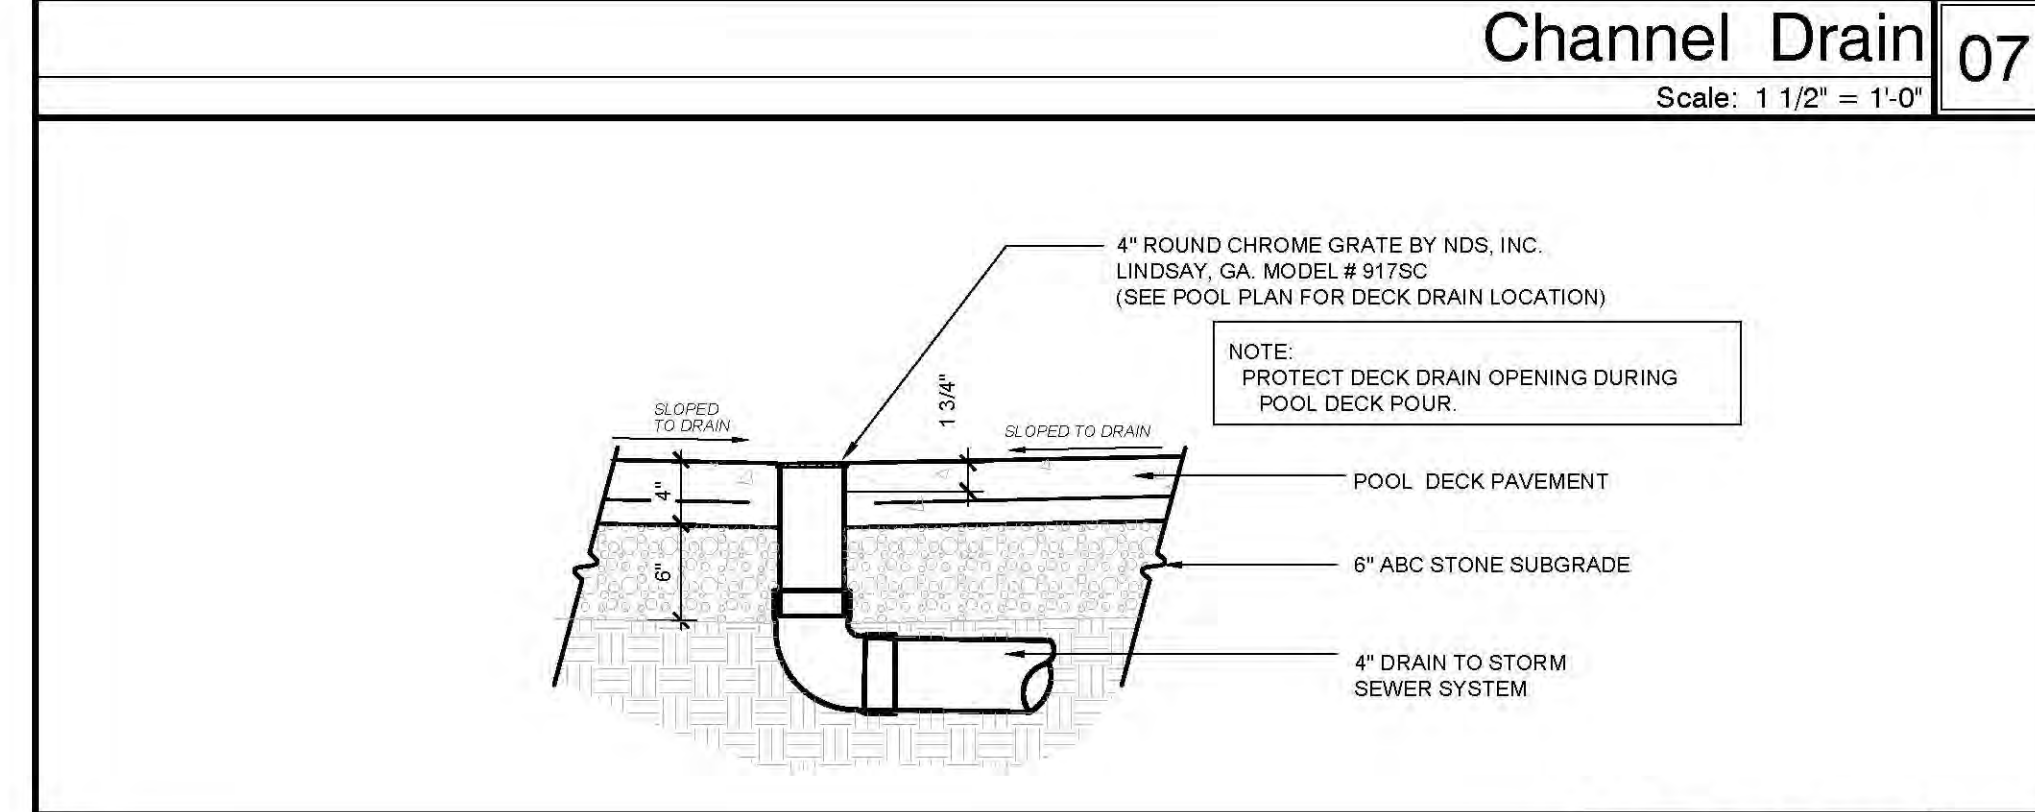 Channel Drain
07
Scale: 1 1/2" = 1'-0"
4" ROUND CHROME GRATE BY NDS, INC.
LINDSAY, GA. MODEL # 917SC
(SEE POOL PLAN FOR DECK DRAIN LOCATION)
NOTE:
PROTECT DECK DRAIN OPENING DURING
POOL DECK POUR.
1 3/4"
SLOPED
TO DRAIN
SLOPED TO DRAIN
4"
POOL DECK PAVEMENT
6"
6" ABC STONE SUBGRADE
4" DRAIN TO STORM
SEWER SYSTEM